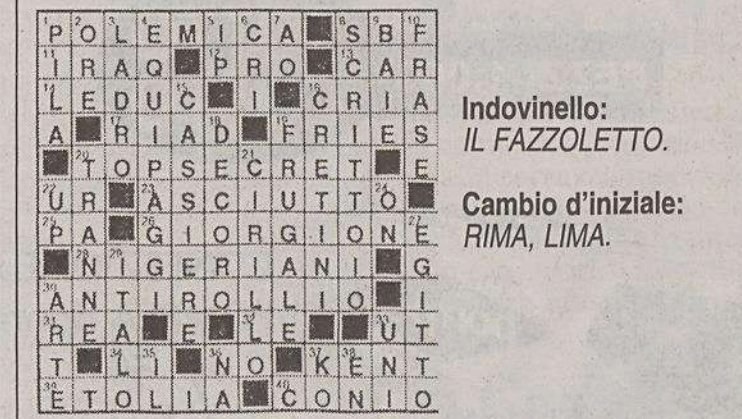 POLEMICA SBF
IRAQ PRO CAR
LEDUC I CRIA
A RIAD FRIES
TOPSECRET E
UR ASCIUTTO
PA GIORGIONE
NIGERIANI G
ANTIROLLIO I
REA E LE UT
T LI NO KENT
ETOLIA CONIO
Indovinello:
IL FAZZOLETTO.
Cambio d'iniziale:
RIMA, LIMA.